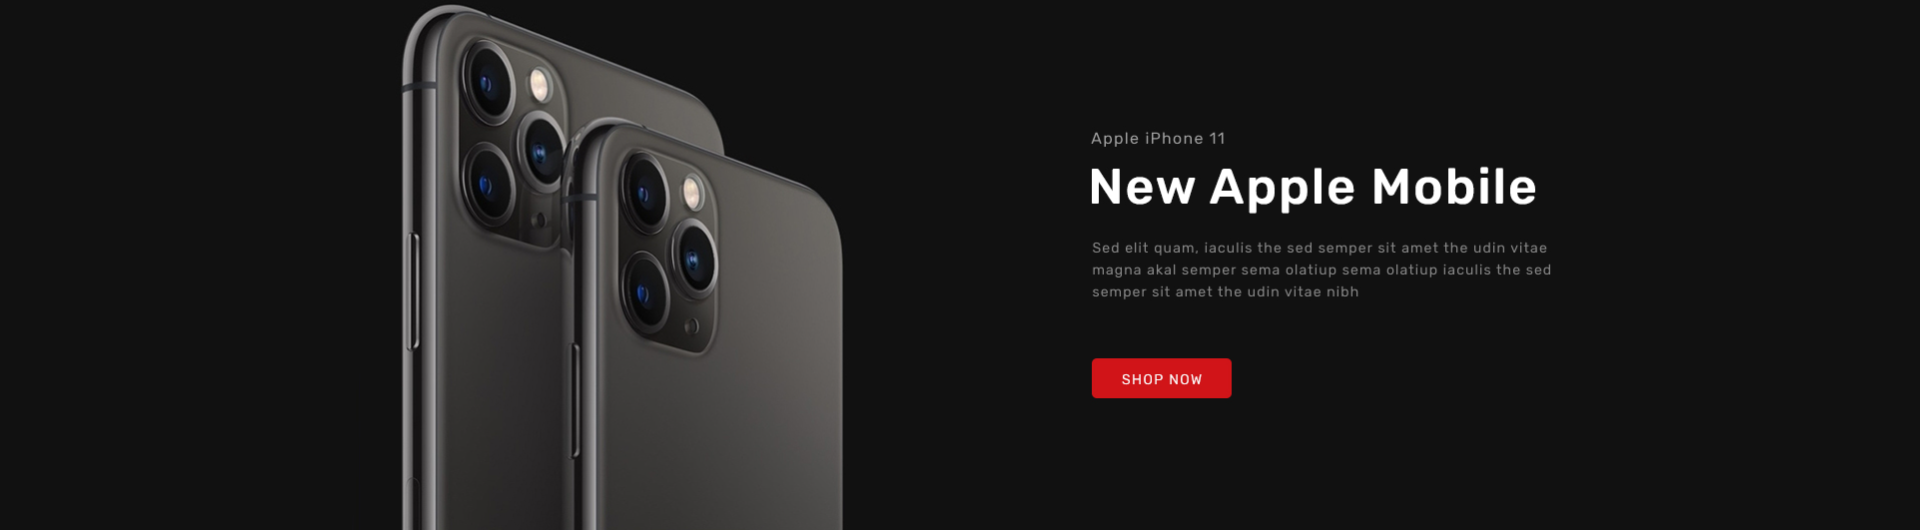 Apple iPhone 11
New Apple Mobile
Sed elit quam, iaculis the sed semper sit amet the udin vitae
magna akal semper sema olatiup sema olatiup iaculis the sed
semper sit amet the udin vitae nibh
SHOP NOW